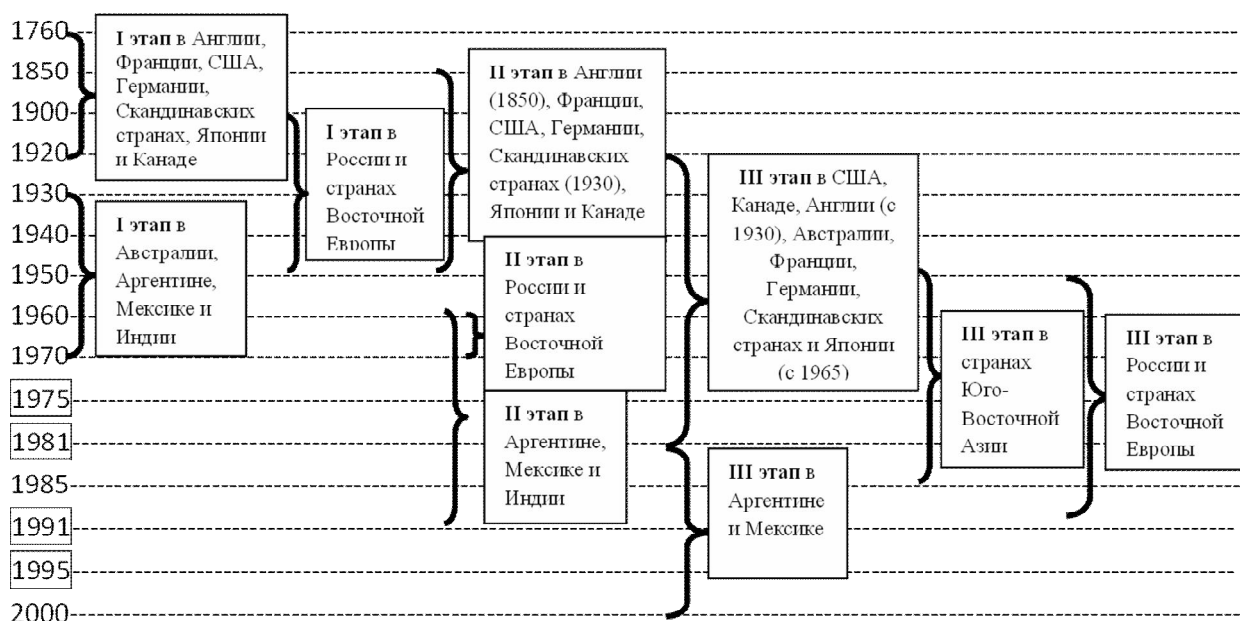 1760
1850
1900
1920
1930
1940
1950
1960
1970
1975
1981
1985
1991
1995
2000
I этап в Англии,
Франции, США,
Германии,
Скандинавских
странах, Японии
и Канаде
I этап в
Австралии,
Аргентине,
Мексике и
Индии
I этап в
России и
странах
Восточной
Европы
II этап в Англии
(1850), Франции,
США, Германии,
Скандинавских
странах (1930),
Японии и Канаде
II этап в
России и
странах
Восточной
Европы
II этап в
Аргентине,
Мексике и
Индии
III этап в США,
Канаде, Англии (с
1930), Австралии,
Франции,
Германии,
Скандинавских
странах и Японии
(с 1965)
III этап в
Аргентине
и Мексике
III этап в
странах
Юго-
Восточной
Азии
III этап в
России и
странах
Восточной
Европы